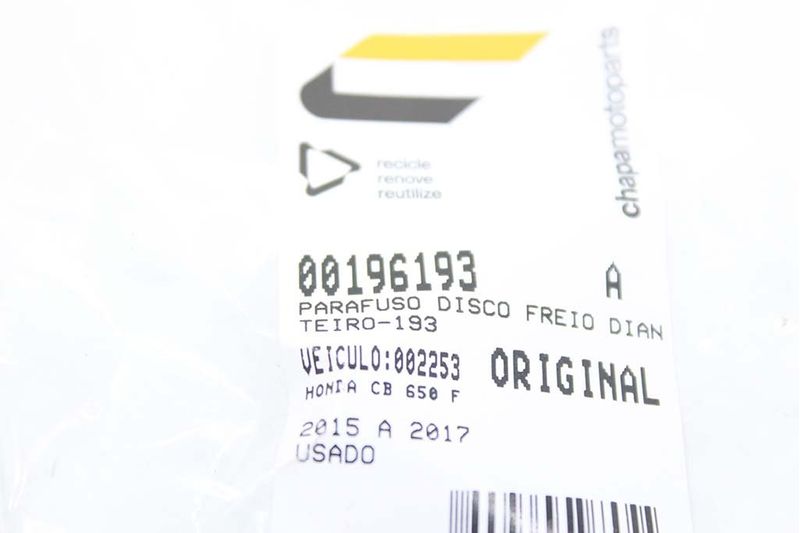 chapamotoparts
recicle
renove
reutilize
00196193 A
PARAFUSO DISCO FREIO DIAN
TEIRO-193
VEICULO:002253 ORIGINAL
HONDA CB 650 F
2015 A 2017
USADO